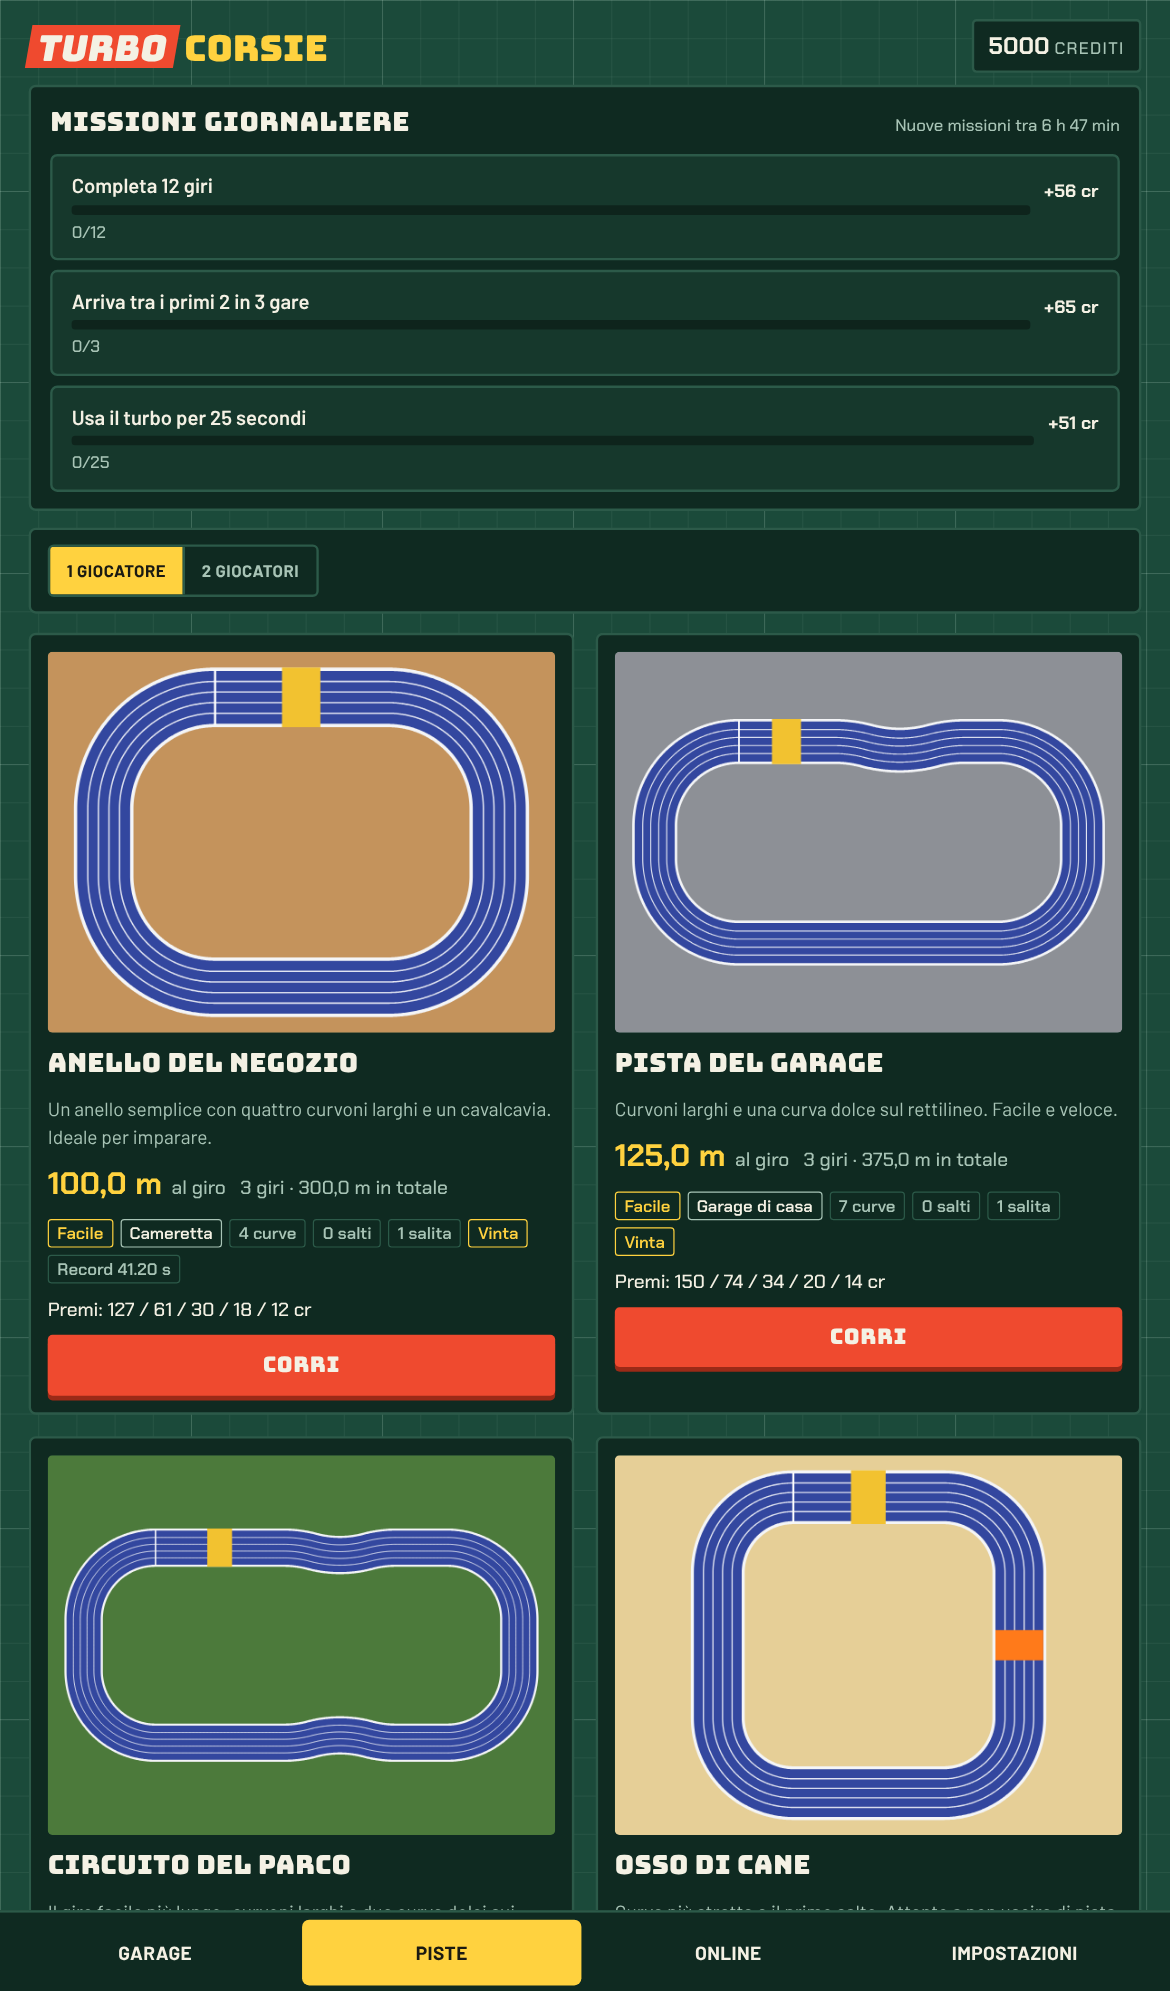 TURBO CORSIE
5000 CREDITI
MISSIONI GIORNALIERE
Nuove missioni tra 6 h 47 min
Completa 12 giri
+56 cr
0/12
Arriva tra i primi 2 in 3 gare
+65 cr
0/3
Usa il turbo per 25 secondi
+51 cr
0/25
1 GIOCATORE
2 GIOCATORI
ANELLO DEL NEGOZIO
Un anello semplice con quattro curvoni larghi e un cavalcavia.
Ideale per imparare.
100,0 m al giro 3 giri · 300,0 m in totale
Facile Cameretta 4 curve 0 salti 1 salita Vinta
Record 41.20 s
Premi: 127 / 61 / 30 / 18 / 12 cr
CORRI
PISTA DEL GARAGE
Curvoni larghi e una curva dolce sul rettilineo. Facile e veloce.
125,0 m al giro 3 giri · 375,0 m in totale
Facile Garage di casa 7 curve 0 salti 1 salita
Vinta
Premi: 150 / 74 / 34 / 20 / 14 cr
CORRI
CIRCUITO DEL PARCO
OSSO DI CANE
GARAGE
PISTE
ONLINE
IMPOSTAZIONI